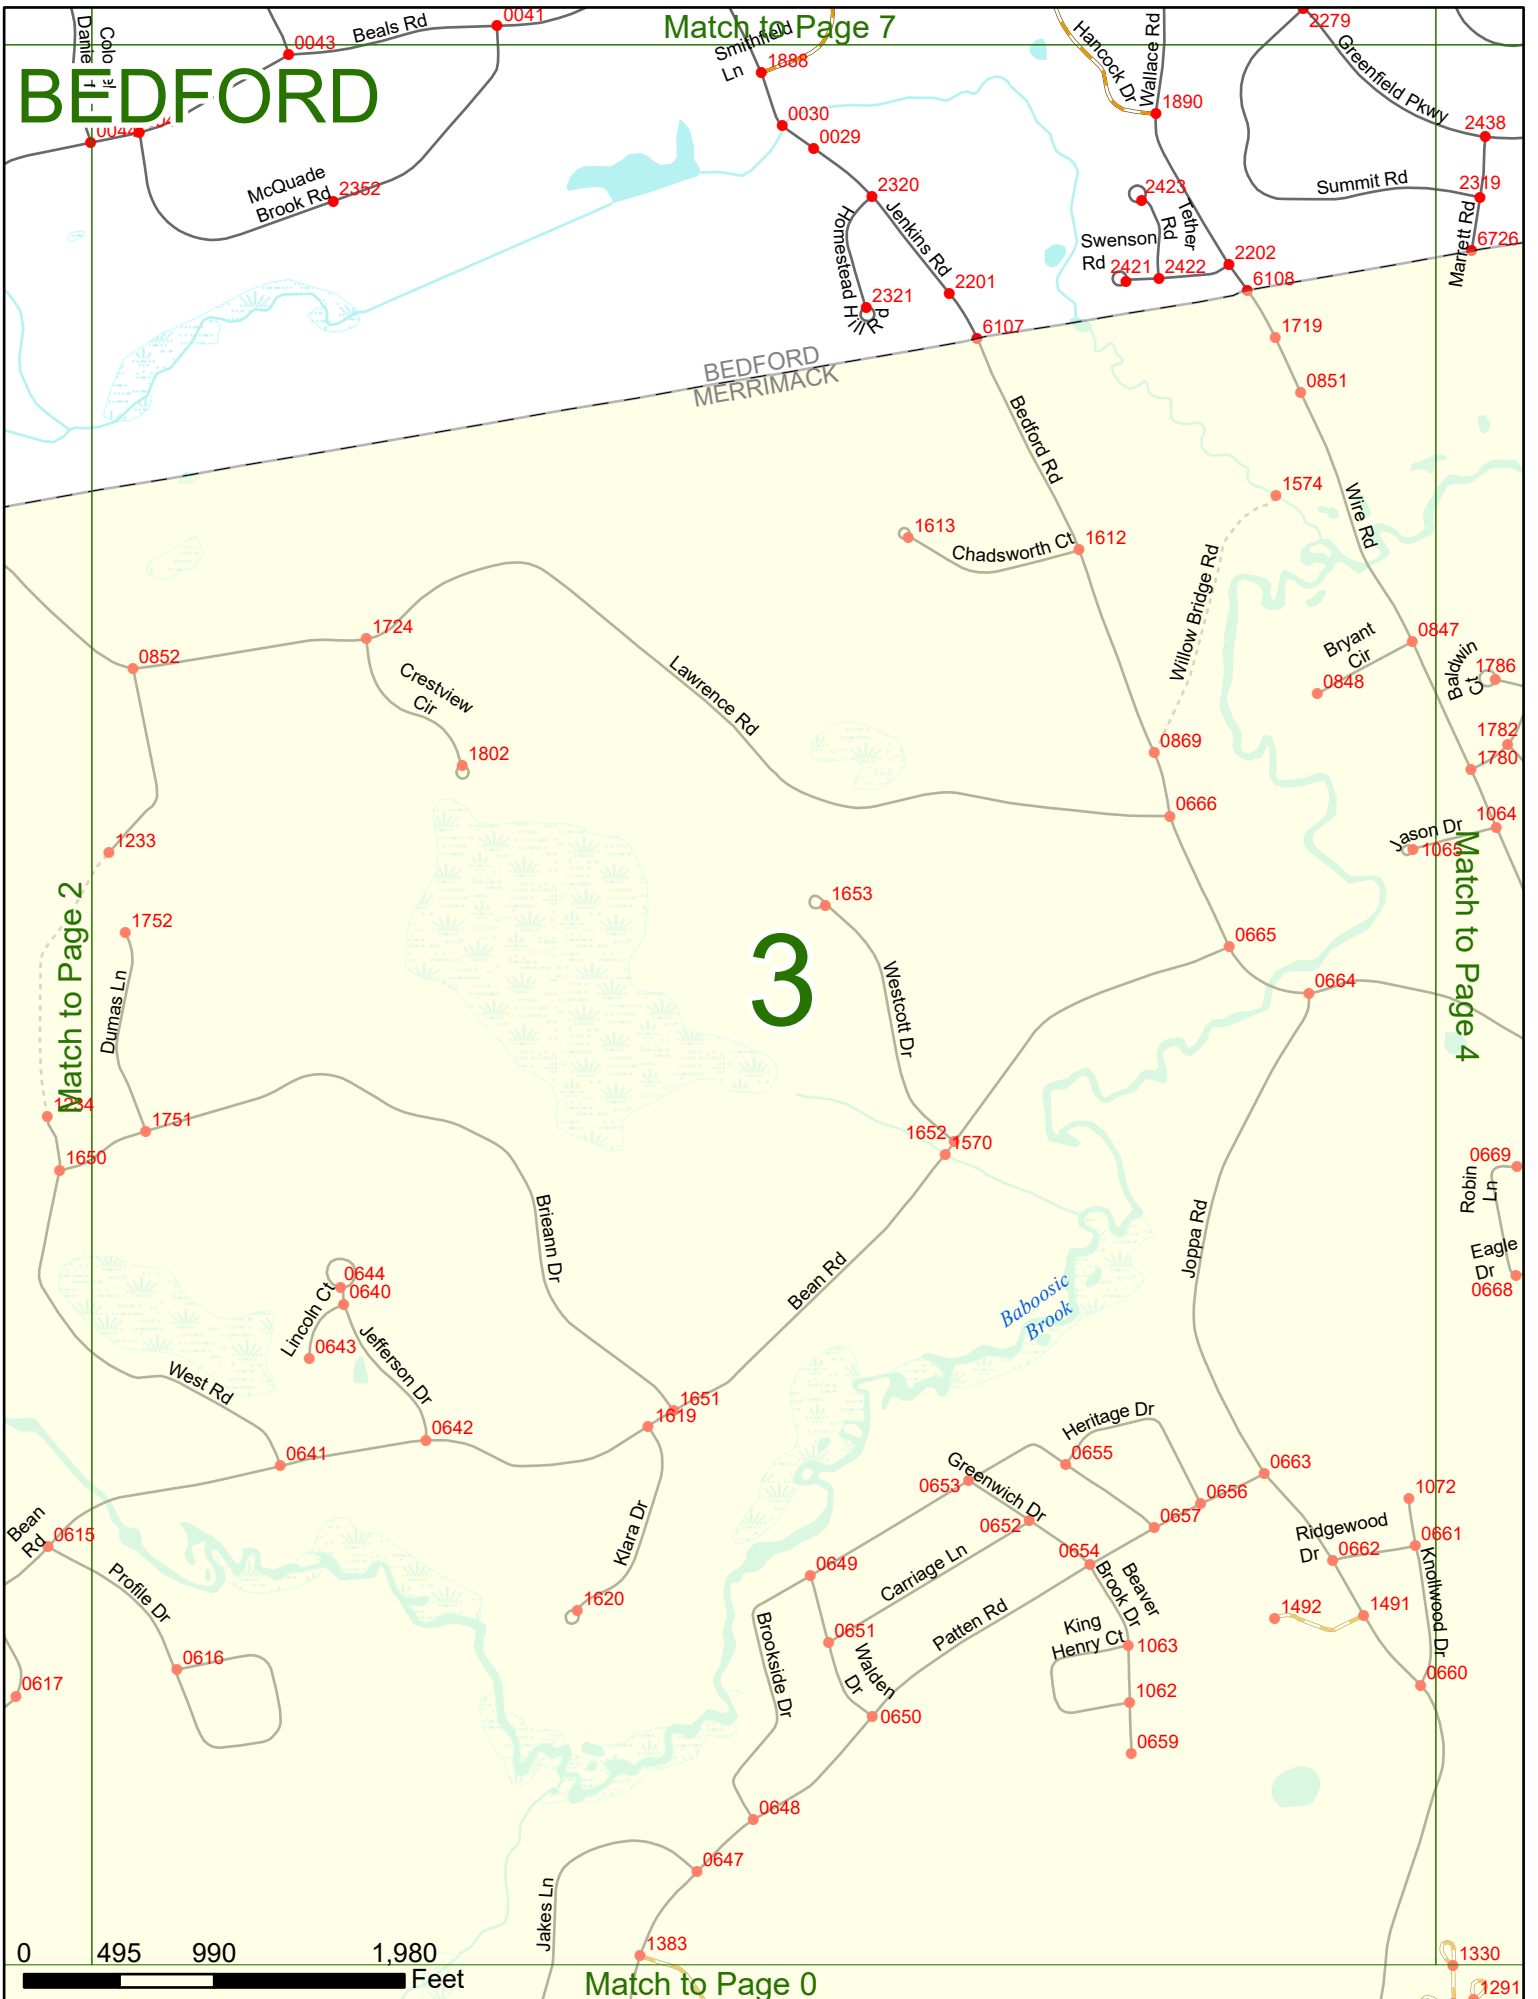 Match to Page 7
BEDFORD
0043
Beals Rd
0041
Smithfield
Ln
1888
Hancock Dr
Wallace Rd
2279
Greenfield Pkwy
1890
2438
0030
0029
McQuade
Brook Rd
2352
2320
Jenkins Rd
Homestead Hill
Rd
2321
2201
6107
2423
Tether
Rd
Swenson
Rd
2421
2422
2202
6108
Summit Rd
2319
Marrett Rd
6726
BEDFORD
MERRIMACK
1719
0851
Bedford Rd
1574
Wire Rd
1613
Chadsworth Ct
1612
Willow Bridge Rd
1724
0852
Crestview
Cir
1802
Lawrence Rd
Bryant
Cir
0847
0848
Baldwin
Ct
1786
1782
1780
0869
0666
1064
Jason Dr
1065
1233
Match to Page 2
1752
Dumas Ln
1653
3
Westcott Dr
0665
0664
Match to Page 4
1234
1751
1650
1652
1570
0669
Robin
Ln
Eagle
Dr
0668
Brieann Dr
Bean Rd
Joppa Rd
Baboosic
Brook
0644
0640
Lincoln Ct
0643
Jefferson Dr
West Rd
0642
0641
1651
1619
Heritage Dr
0655
0663
0653
Greenwich Dr
0656
0652
0657
1072
Ridgewood
Dr
0662
0661
Knollwood Dr
Bean
Rd
0615
Profile Dr
Klara Dr
1620
0649
Carriage Ln
0654
Beaver
Brook Dr
0651
Patten Rd
King
Henry Ct
1063
1492
1491
0616
0617
Brookside Dr
Walden
Dr
0650
1062
0660
0659
0648
0647
Jakes Ln
1383
1330
1291
0
495
990
1,980
Feet
Match to Page 0